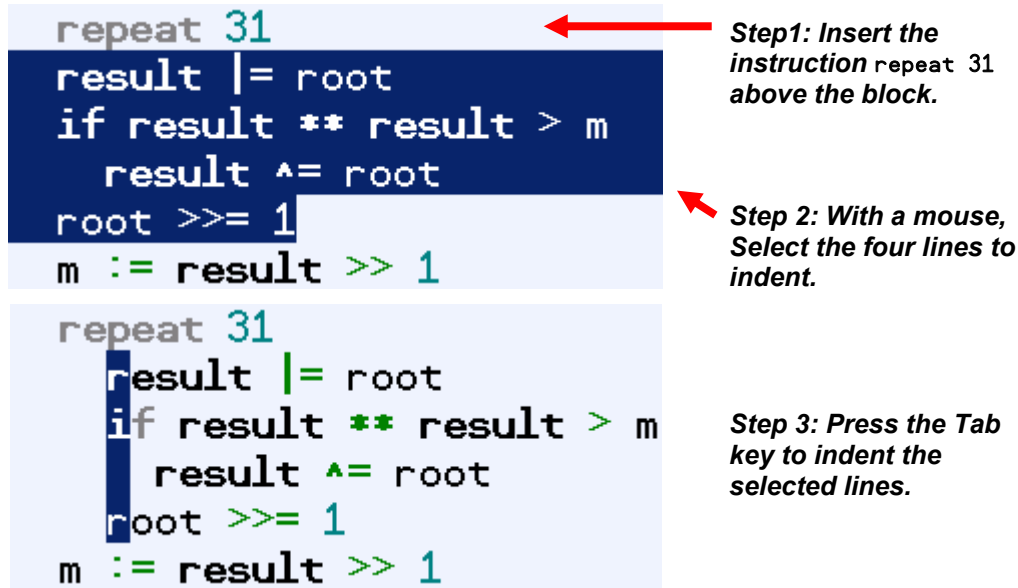 repeat 31
result |= root
if result ** result > m
result ^= root
root >>= 1
m := result >> 1
Step1: Insert the
instruction repeat 31
above the block.
Step 2: With a mouse,
Select the four lines to
indent.
repeat 31
result |= root
if result ** result > m
result ^= root
root >>= 1
m := result >> 1
Step 3: Press the Tab
key to indent the
selected lines.